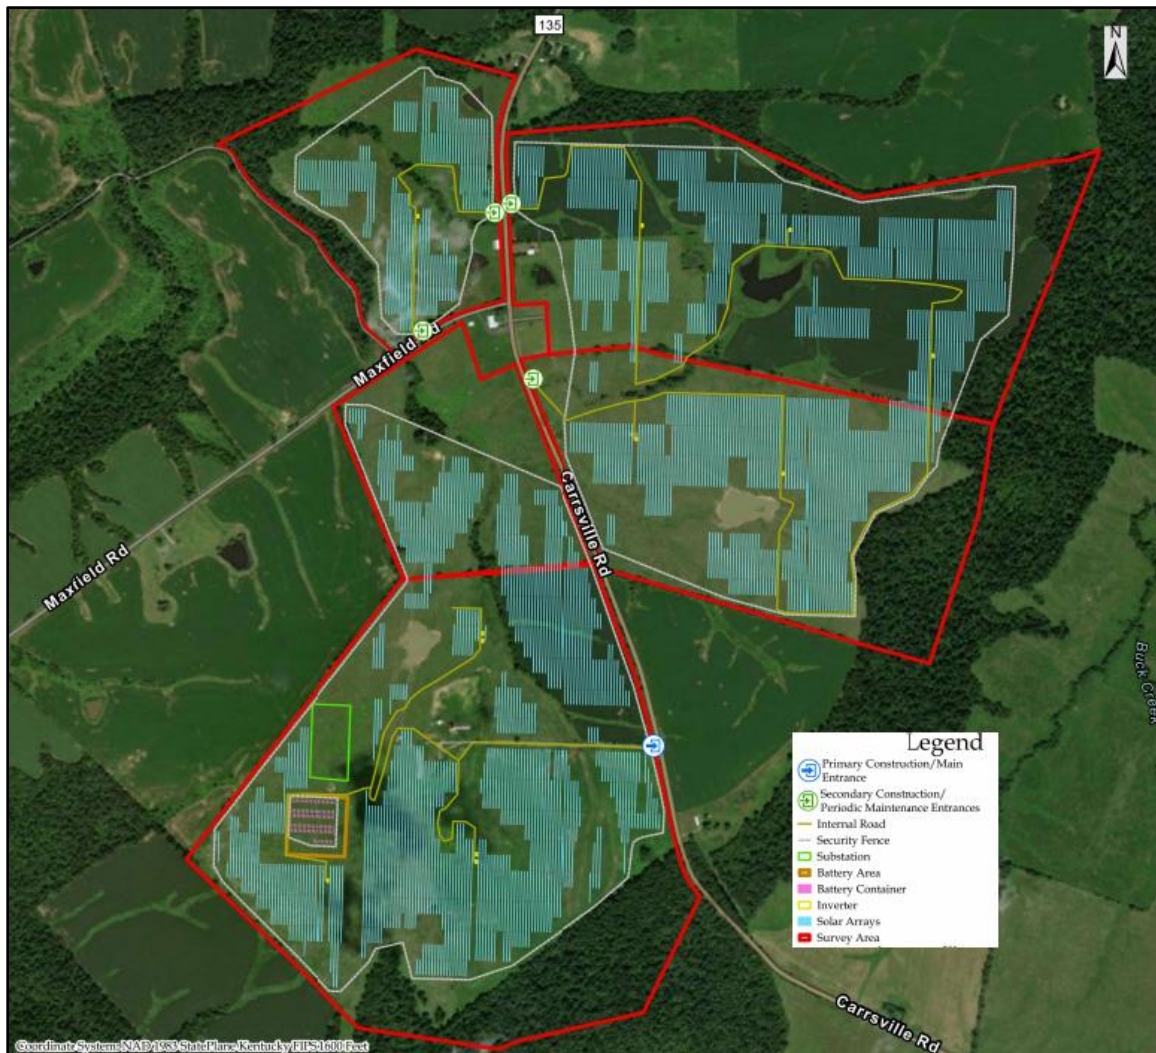 135
N
Maxfield Rd
Carrsville Rd
Maxfield Rd
Buck Creek
Legend
Primary Construction/Main
Entrance
Secondary Construction/
Periodic Maintenance Entrances
Internal Road
Security Fence
Substation
Battery Area
Battery Container
Inverter
Solar Arrays
Survey Area
Carrsville Rd
Coordinate System: NAD 1983 StatePlane Kentucky FIPS 1600 Feet